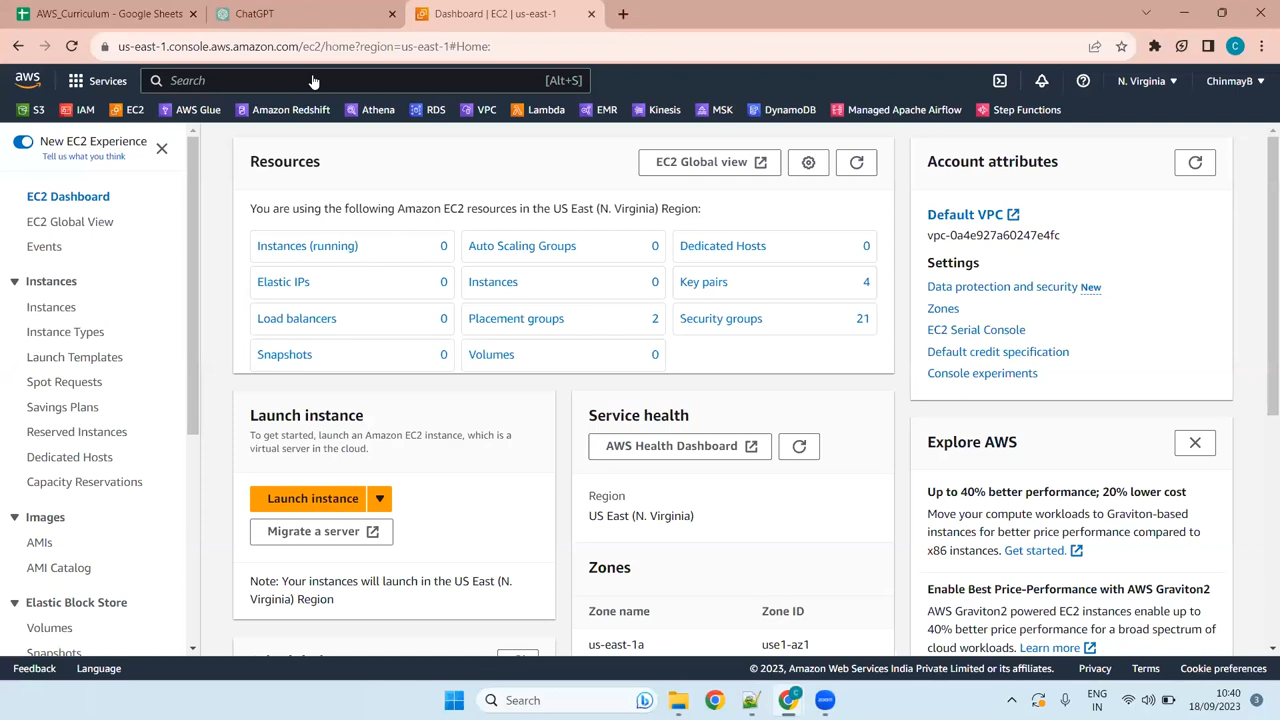 AWS_Curriculum - Google Sheets
ChatGPT
Dashboard | EC2 | us-east-1
us-east-1.console.aws.amazon.com/ec2/home?region=us-east-1#Home:
C
aws
Services
Search
[Alt+S]
N. Virginia
ChinmayB
S3
IAM
EC2
AWS Glue
Amazon Redshift
Athena
RDS
VPC
Lambda
EMR
Kinesis
MSK
DynamoDB
Managed Apache Airflow
Step Functions
New EC2 Experience
Tell us what you think
EC2 Dashboard
EC2 Global View
Events
Instances
Instances
Instance Types
Launch Templates
Spot Requests
Savings Plans
Reserved Instances
Dedicated Hosts
Capacity Reservations
Images
AMIs
AMI Catalog
Elastic Block Store
Volumes
Snapshots
Resources
EC2 Global view
You are using the following Amazon EC2 resources in the US East (N. Virginia) Region:
Instances (running) 0
Auto Scaling Groups 0
Dedicated Hosts 0
Elastic IPs 0
Instances 0
Key pairs 4
Load balancers 0
Placement groups 2
Security groups 21
Snapshots 0
Volumes 0
Launch instance
To get started, launch an Amazon EC2 instance, which is a
virtual server in the cloud.
Launch instance
Migrate a server
Note: Your instances will launch in the US East (N.
Virginia) Region
Service health
AWS Health Dashboard
Region
US East (N. Virginia)
Zones
Zone name Zone ID
us-east-1a use1-az1
Account attributes
Default VPC
vpc-0a4e927a60247e4fc
Settings
Data protection and security New
Zones
EC2 Serial Console
Default credit specification
Console experiments
Explore AWS
Up to 40% better performance; 20% lower cost
Move your compute workloads to Graviton-based
instances for better price performance compared to
x86 instances. Get started.
Enable Best Price-Performance with AWS Graviton2
AWS Graviton2 powered EC2 instances enable up to
40% better price performance for a broad spectrum of
cloud workloads. Learn more
Feedback
Language
© 2023, Amazon Web Services India Private Limited or its affiliates.
Privacy
Terms
Cookie preferences
Search
C
zoom
ENG
IN
10:40
18/09/2023
3